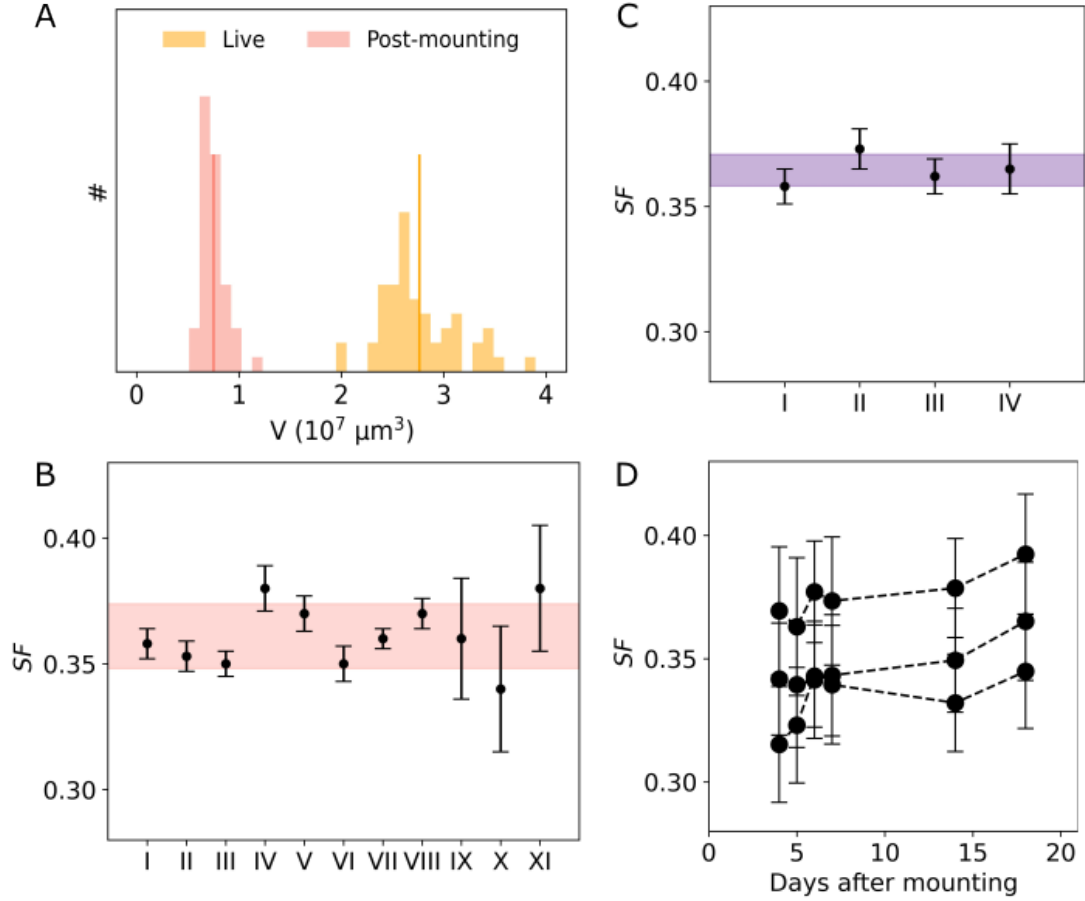 A
Live
Post-mounting
#
0 1 2 3 4
V (10⁷ μm³)
C
0.40
0.35
0.30
SF
I II III IV
B
0.40
0.35
0.30
SF
I II III IV V VI VII VIII IX X XI
D
0.40
0.35
0.30
SF
0 5 10 15 20
Days after mounting